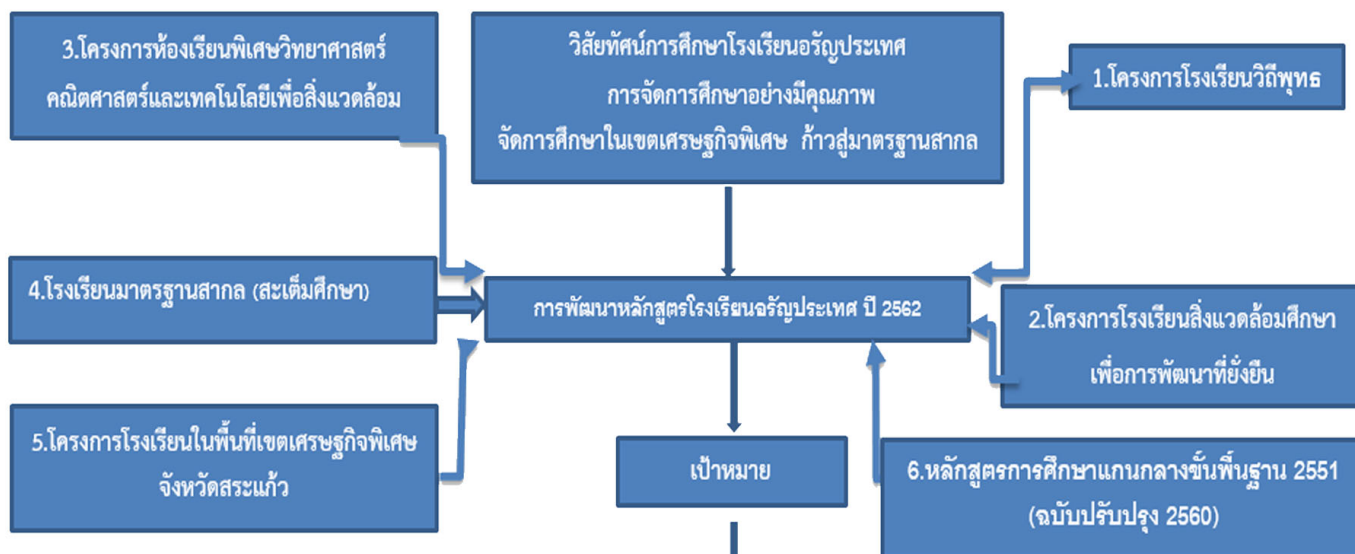 3.โครงการห้องเรียนพิเศษวิทยาศาสตร์
คณิตศาสตร์และเทคโนโลยีเพื่อสิ่งแวดล้อม
วิสัยทัศน์การศึกษาโรงเรียนอรัญประเทศ
การจัดการศึกษาอย่างมีคุณภาพ
จัดการศึกษาในเขตเศรษฐกิจพิเศษ ก้าวสู่มาตรฐานสากล
1.โครงการโรงเรียนวิถีพุทธ
4.โรงเรียนมาตรฐานสากล (สะเต็มศึกษา)
การพัฒนาหลักสูตรโรงเรียนอรัญประเทศ ปี 2562
2.โครงการโรงเรียนสิ่งแวดล้อมศึกษา
เพื่อการพัฒนาที่ยั่งยืน
5.โครงการโรงเรียนในพื้นที่เขตเศรษฐกิจพิเศษ
จังหวัดสระแก้ว
เป้าหมาย
6.หลักสูตรการศึกษาแกนกลางขั้นพื้นฐาน 2551
(ฉบับปรับปรุง 2560)